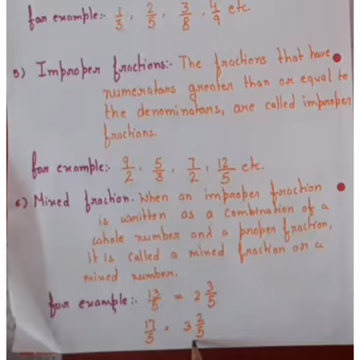 for example:- 1/3, 2/5, 3/8, 4/9 etc.
5) Improper fractions:- The fractions that have
numerators greater than or equal to
the denominators, are called improper
fractions.
for example:- 9/2, 5/3, 7/2, 12/5 etc.
6) Mixed fraction. When an improper fraction
is written as a combination of a
whole number and a proper fraction,
it is called a mixed fraction or a
mixed number.
for example:- 13/5 = 2 3/5
17/5 = 3 2/5